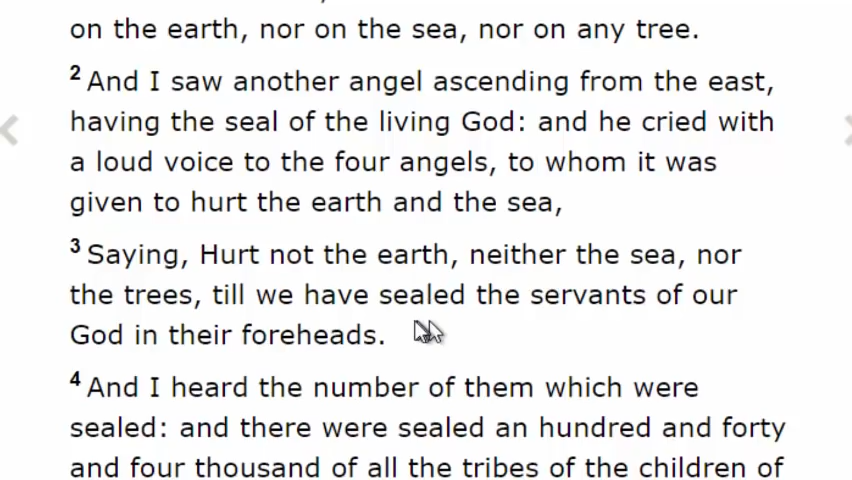 on the earth, nor on the sea, nor on any tree.
2 And I saw another angel ascending from the east,
having the seal of the living God: and he cried with
a loud voice to the four angels, to whom it was
given to hurt the earth and the sea,
3 Saying, Hurt not the earth, neither the sea, nor
the trees, till we have sealed the servants of our
God in their foreheads.
4 And I heard the number of them which were
sealed: and there were sealed an hundred and forty
and four thousand of all the tribes of the children of